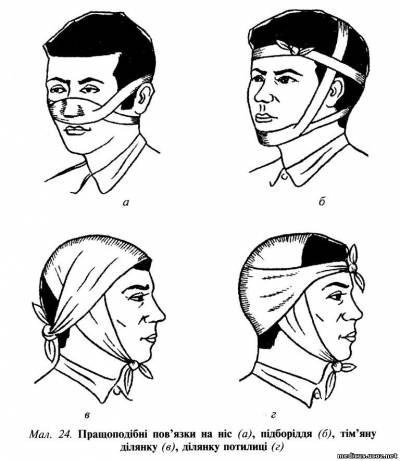 а
б
в
г
Мал. 24. Пращоподібні пов'язки на ніс (а), підборіддя (б), тім'яну
ділянку (в), ділянку потилиці (г)
medicus.ucoz.net